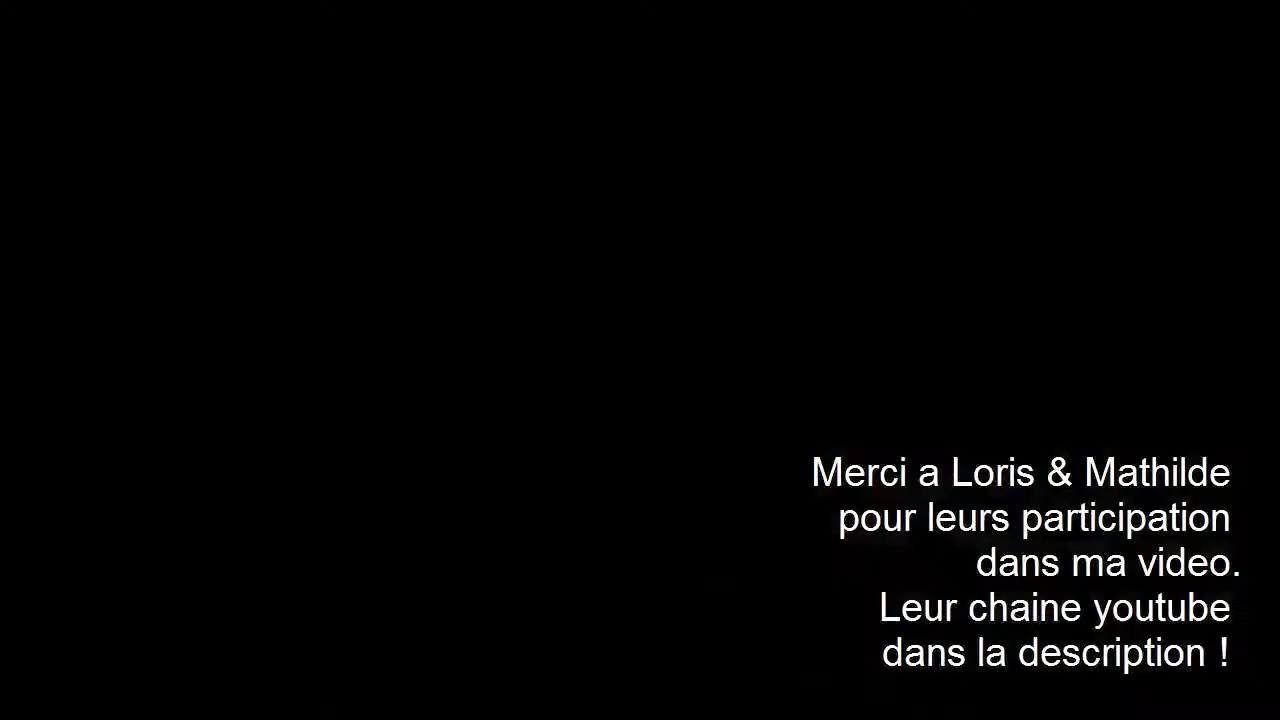 Merci a Loris & Mathilde
pour leurs participation
dans ma video.
Leur chaine youtube
dans la description !